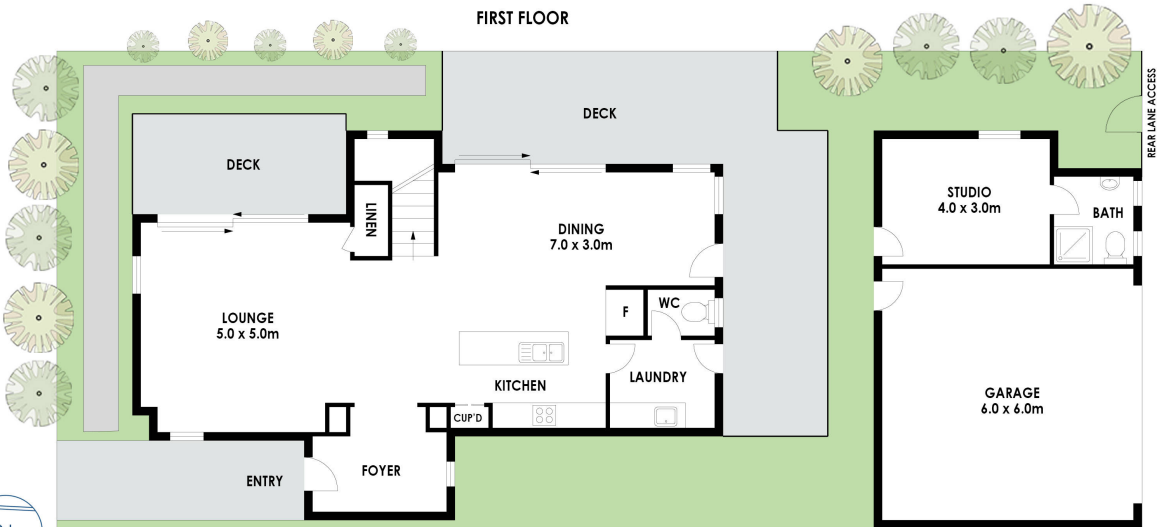 FIRST FLOOR
REAR LANE ACCESS
DECK
DECK
LINEN
STUDIO
4.0 x 3.0m
BATH
DINING
7.0 x 3.0m
F
WC
LOUNGE
5.0 x 5.0m
KITCHEN
LAUNDRY
CUP'D
GARAGE
6.0 x 6.0m
ENTRY
FOYER